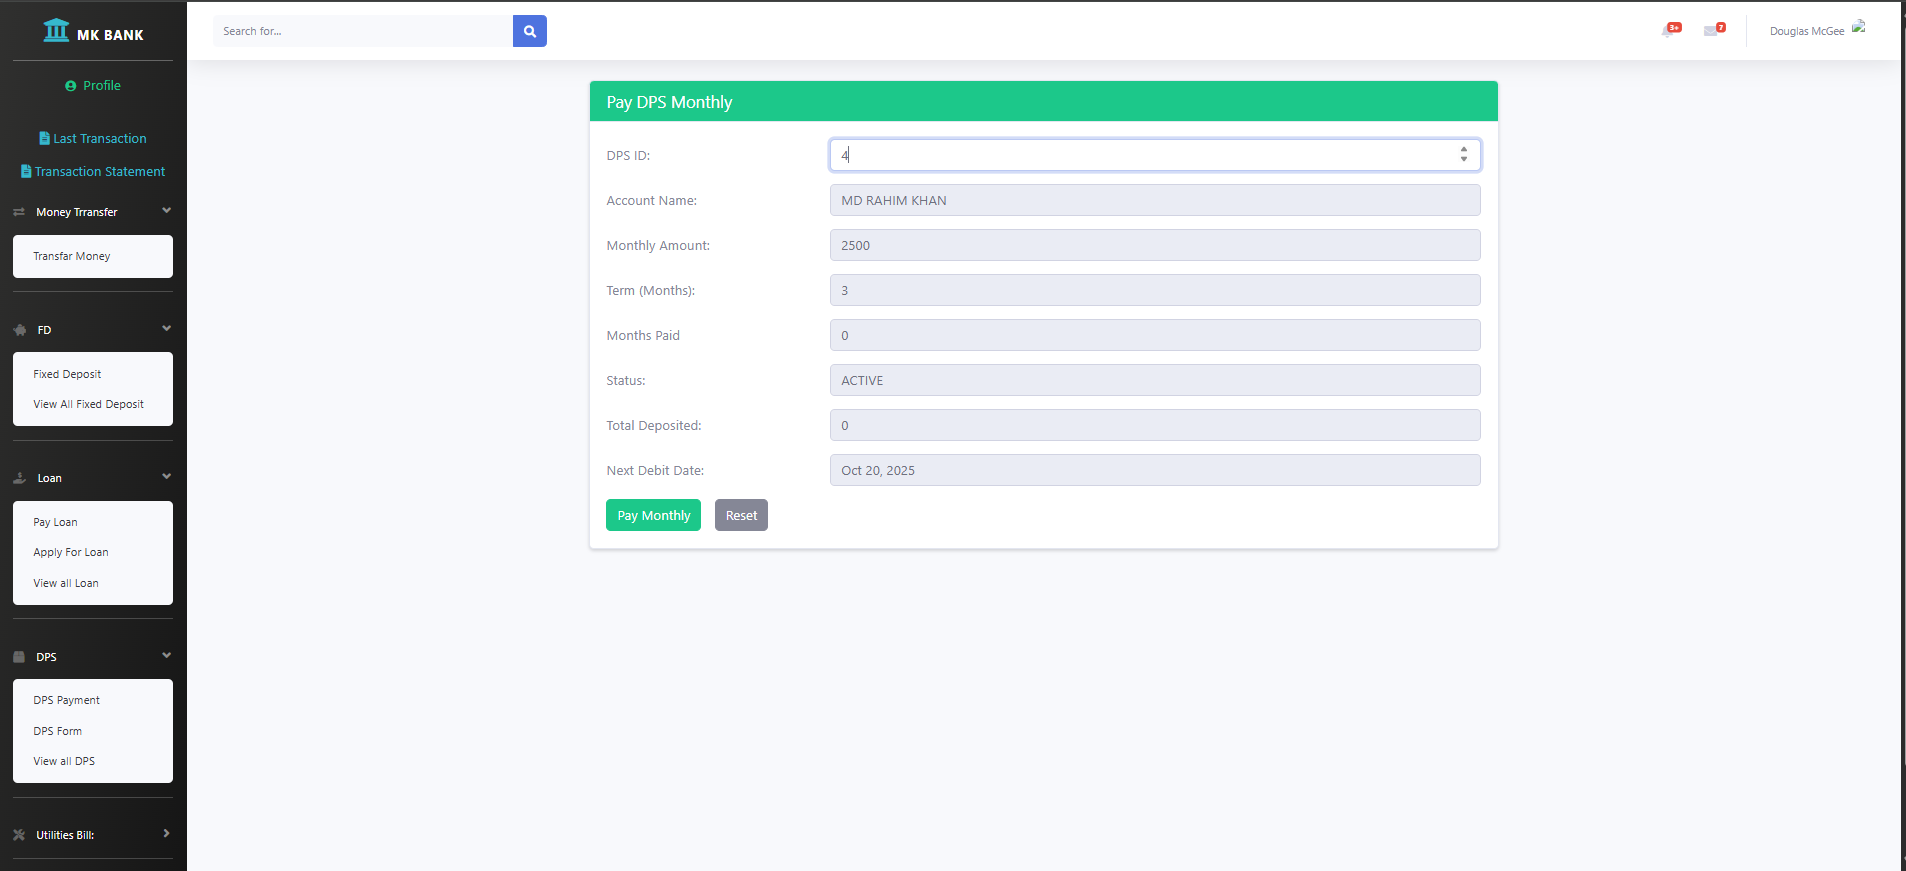 MK BANK
Profile
Last Transaction
Transaction Statement
Money Trransfer
Transfar Money
FD
Fixed Deposit
View All Fixed Deposit
Loan
Pay Loan
Apply For Loan
View all Loan
DPS
DPS Payment
DPS Form
View all DPS
Utilities Bill:
Search for...
3+
7
Douglas McGee
Pay DPS Monthly
DPS ID: 4
Account Name: MD RAHIM KHAN
Monthly Amount: 2500
Term (Months): 3
Months Paid 0
Status: ACTIVE
Total Deposited: 0
Next Debit Date: Oct 20, 2025
Pay Monthly Reset